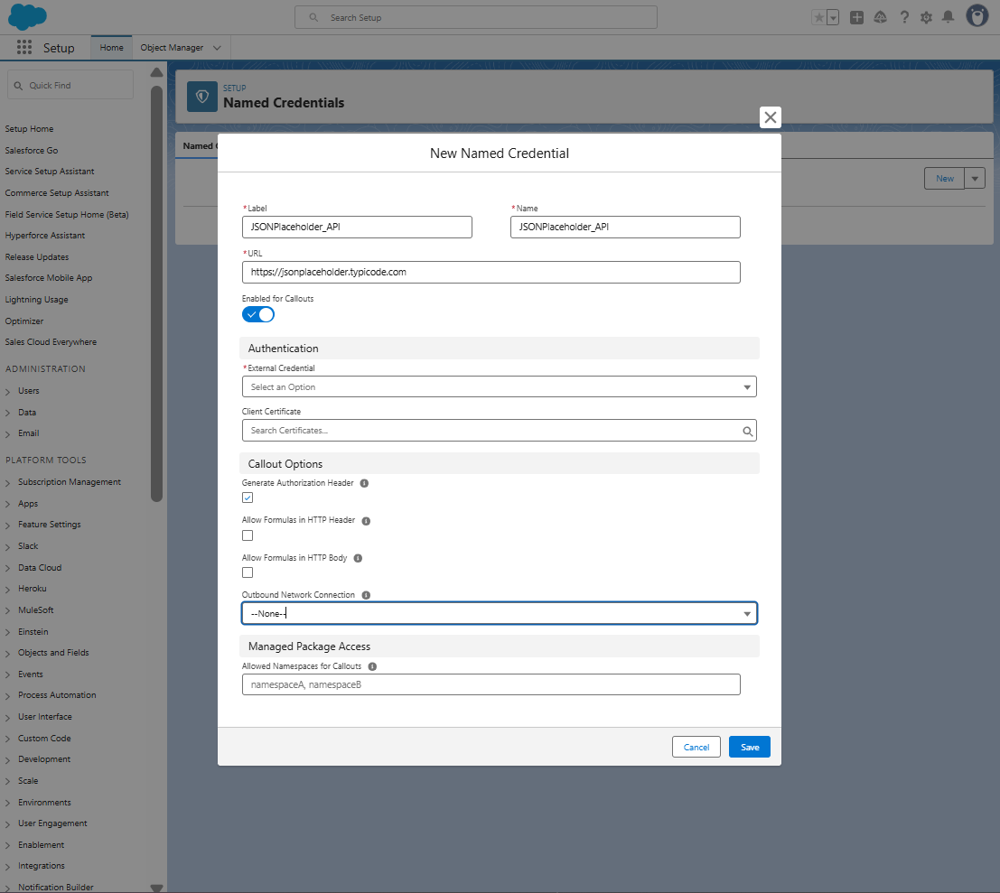 Search Setup
Setup
Home
Object Manager
Quick Find
Setup Home
Salesforce Go
Service Setup Assistant
Commerce Setup Assistant
Field Service Setup Home (Beta)
Hyperforce Assistant
Release Updates
Salesforce Mobile App
Lightning Usage
Optimizer
Sales Cloud Everywhere
ADMINISTRATION
Users
Data
Email
PLATFORM TOOLS
Subscription Management
Apps
Feature Settings
Slack
Data Cloud
Heroku
MuleSoft
Einstein
Objects and Fields
Events
Process Automation
User Interface
Custom Code
Development
Scale
Environments
User Engagement
Enablement
Integrations
Notification Builder
SETUP
Named Credentials
Named
New
New Named Credential
*Label
JSONPlaceholder_API
*Name
JSONPlaceholder_API
*URL
https://jsonplaceholder.typicode.com
Enabled for Callouts
Authentication
*External Credential
Select an Option
Client Certificate
Search Certificates...
Callout Options
Generate Authorization Header
Allow Formulas in HTTP Header
Allow Formulas in HTTP Body
Outbound Network Connection
--None--
Managed Package Access
Allowed Namespaces for Callouts
namespaceA, namespaceB
Cancel
Save